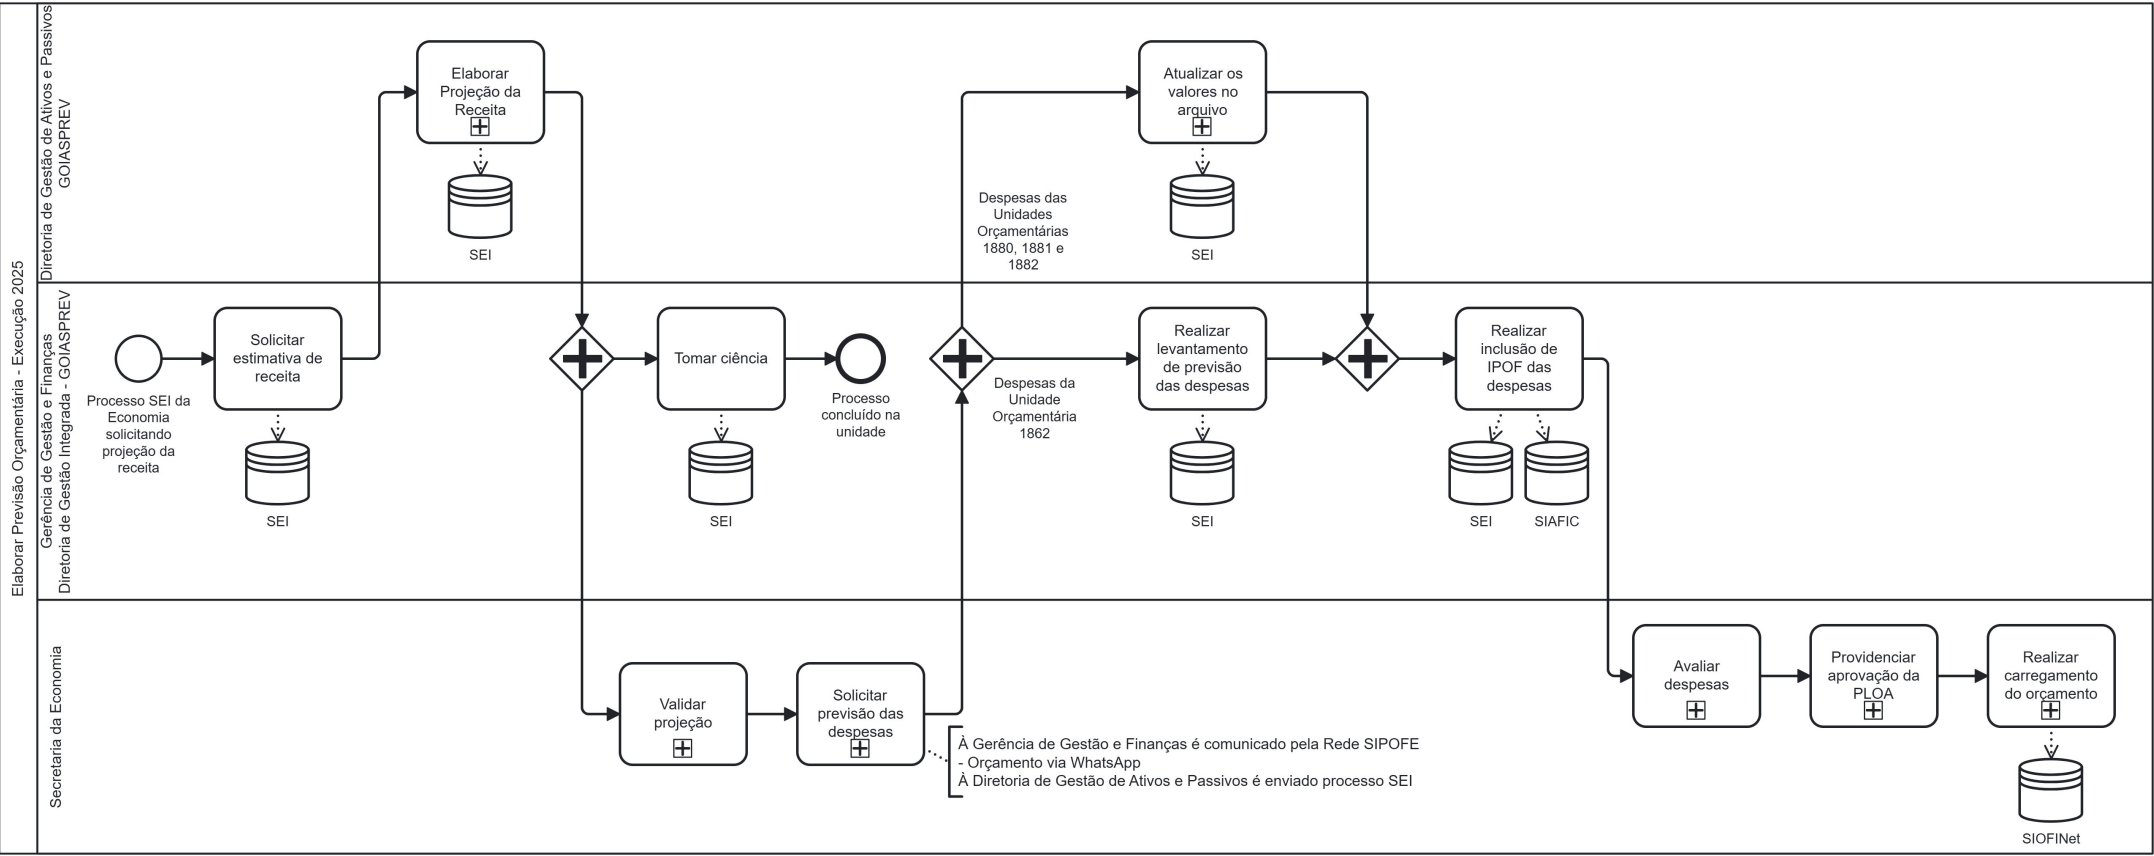 Elaborar Previsão Orçamentária - Execução 2025
Diretoria de Gestão de Ativos e Passivos
GOIASPREV
Elaborar
Projeção da
Receita
SEI
Atualizar os
valores no
arquivo
SEI
Despesas das
Unidades
Orçamentárias
1880, 1881 e
1882
Gerência de Gestão e Finanças
Diretoria de Gestão Integrada - GOIASPREV
Processo SEI da
Economia
solicitando
projeção da
receita
Solicitar
estimativa de
receita
SEI
Tomar ciência
SEI
Processo
concluído na
unidade
Despesas da
Unidade
Orçamentária
1862
Realizar
levantamento
de previsão
das despesas
SEI
Realizar
inclusão de
IPOF das
despesas
SEI
SIAFIC
Secretaria da Economia
Validar
projeção
Solicitar
previsão das
despesas
À Gerência de Gestão e Finanças é comunicado pela Rede SIPOFE
- Orçamento via WhatsApp
À Diretoria de Gestão de Ativos e Passivos é enviado processo SEI
Avaliar
despesas
Providenciar
aprovação da
PLOA
Realizar
carregamento
do orçamento
SIOFINet